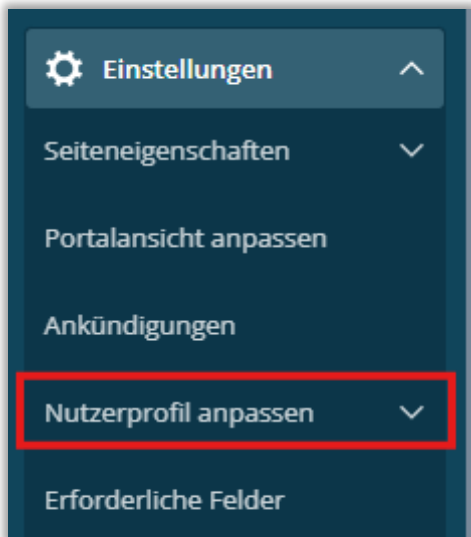 Einstellungen
Seiteneigenschaften
Portalansicht anpassen
Ankündigungen
Nutzerprofil anpassen
Erforderliche Felder